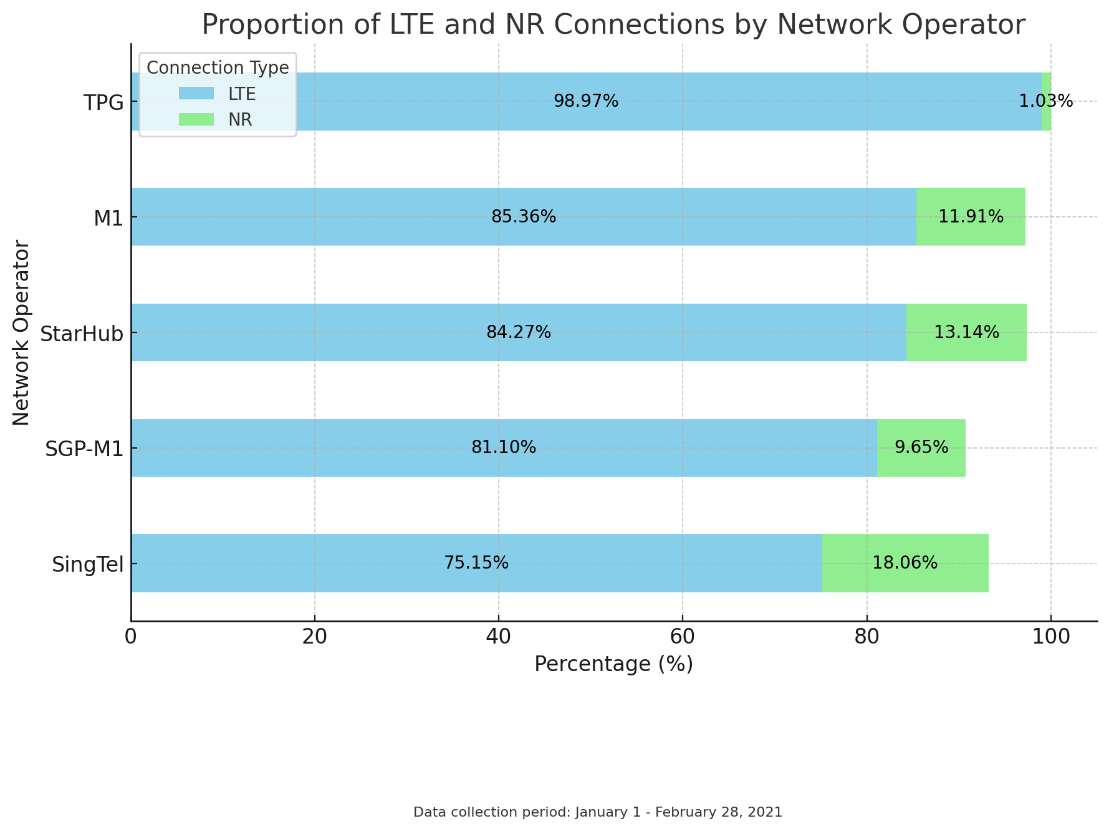 Proportion of LTE and NR Connections by Network Operator
Connection Type
LTE
NR
TPG
98.97%
1.03%
M1
85.36%
11.91%
StarHub
84.27%
13.14%
SGP-M1
81.10%
9.65%
SingTel
75.15%
18.06%
Network Operator
0 20 40 60 80 100
Percentage (%)
Data collection period: January 1 - February 28, 2021